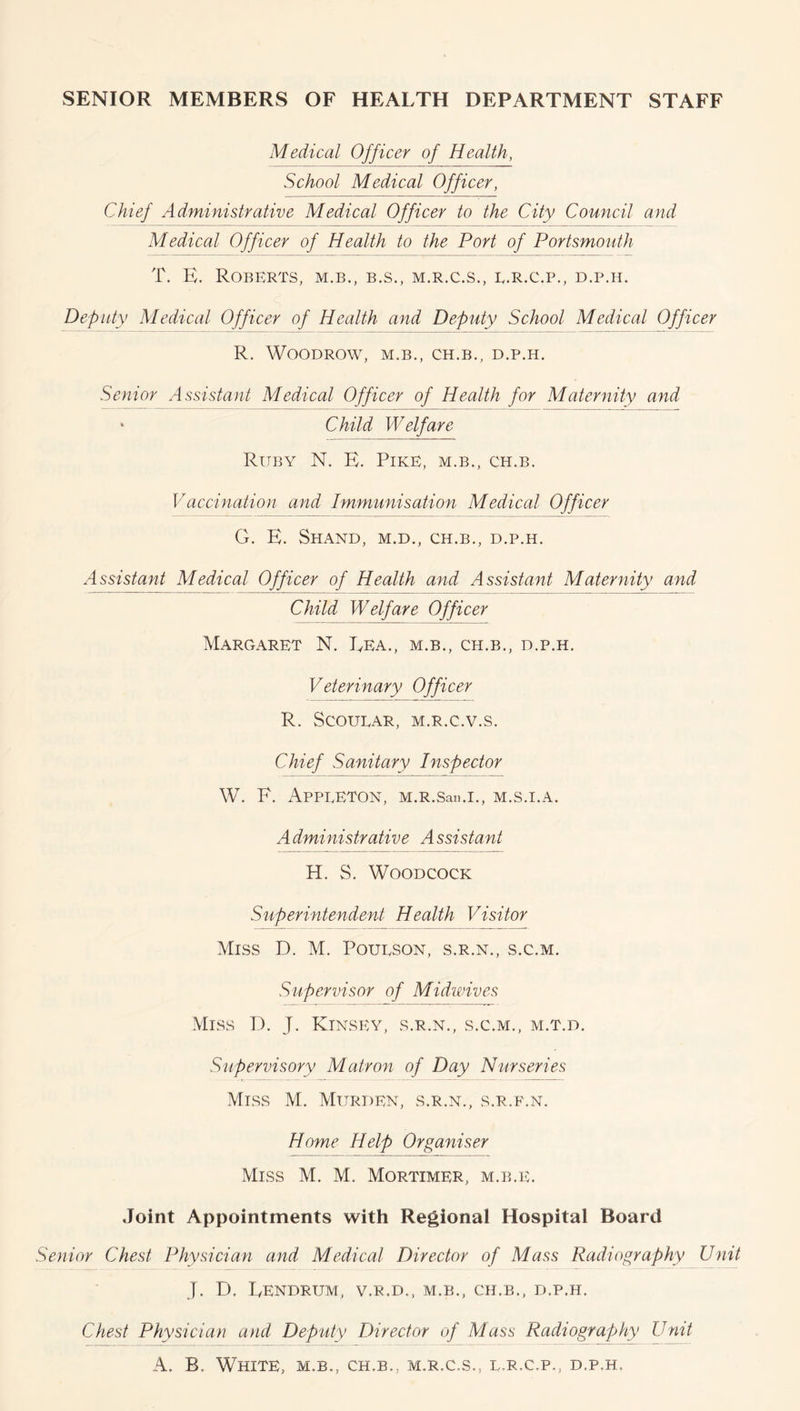 SENIOR MEMBERS OF HEALTH DEPARTMENT STAFF
Medical Officer of Health,
School Medical Officer,
Chief Administrative Medical Officer to the City Council and
Medical Officer of Health to the Port of Portsmouth
T. E. ROBERTS, M.B., B.S., M.R.C.S., L.R.C.P., D.P.H.
Deputy Medical Officer of Health and Deputy School Medical Officer
R. WOODROW, M.B., CH.B., D.P.H.
Senior Assistant Medical Officer of Health for Maternity and
Child Welfare
RUBY N. E. PIKE, M.B., CH.B.
Vaccination and Immunisation Medical Officer
G. E. SHAND, M.D., CH.B., D.P.H.
Assistant Medical Officer of Health and Assistant Maternity and
Child Welfare Officer
MARGARET N. LEA., M.B., CH.B., D.P.H.
Veterinary Officer
R. SCOULAR, M.R.C.V.S.
Chief Sanitary Inspector
W. F. APPLETON, M.R.San.I., M.S.I.A.
Administrative Assistant
H. S. WOODCOCK
Superintendent Health Visitor
MISS D. M. POULSON, S.R.N., S.C.M.
Supervisor of Midwives
MISS D. J. KINSEY, S.R.N., S.C.M., M.T.D.
Supervisory Matron of Day Nurseries
MISS M. MURDEN, S.R.N., S.R.F.N.
Home Help Organiser
MISS M. M. MORTIMER, M.B.E.
Joint Appointments with Regional Hospital Board
Senior Chest Physician and Medical Director of Mass Radiography Unit
J. D. LENDRUM, V.R.D., M.B., CH.B., D.P.H.
Chest Physician and Deputy Director of Mass Radiography Unit
A. B. WHITE, M.B., CH.B., M.R.C.S., L.R.C.P., D.P.H.